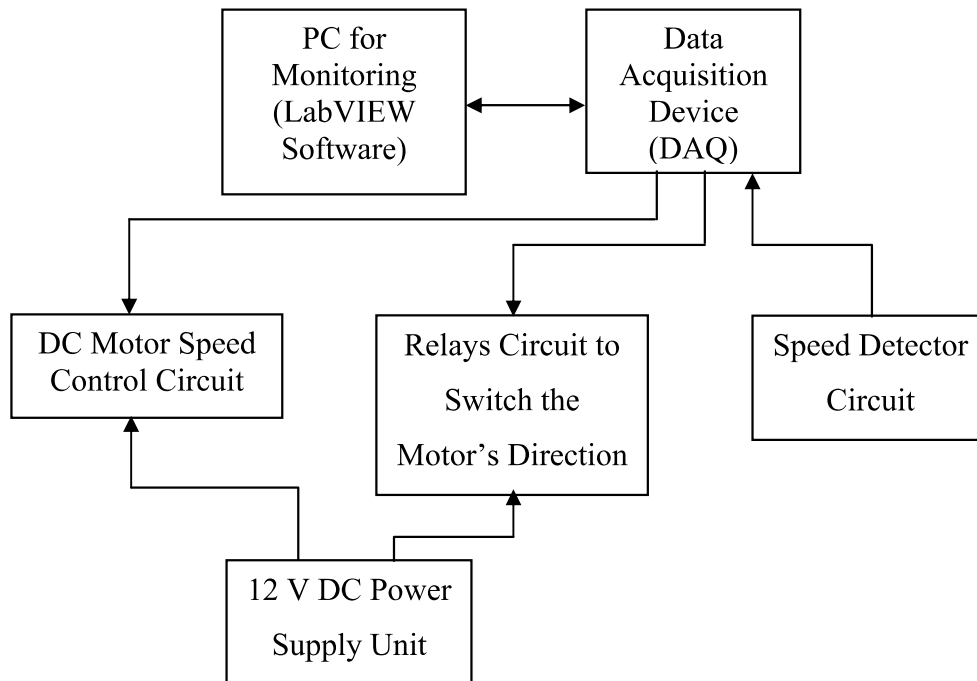 PC for
Monitoring
(LabVIEW
Software)
Data
Acquisition
Device
(DAQ)
DC Motor Speed
Control Circuit
Relays Circuit to
Switch the
Motor's Direction
Speed Detector
Circuit
12 V DC Power
Supply Unit